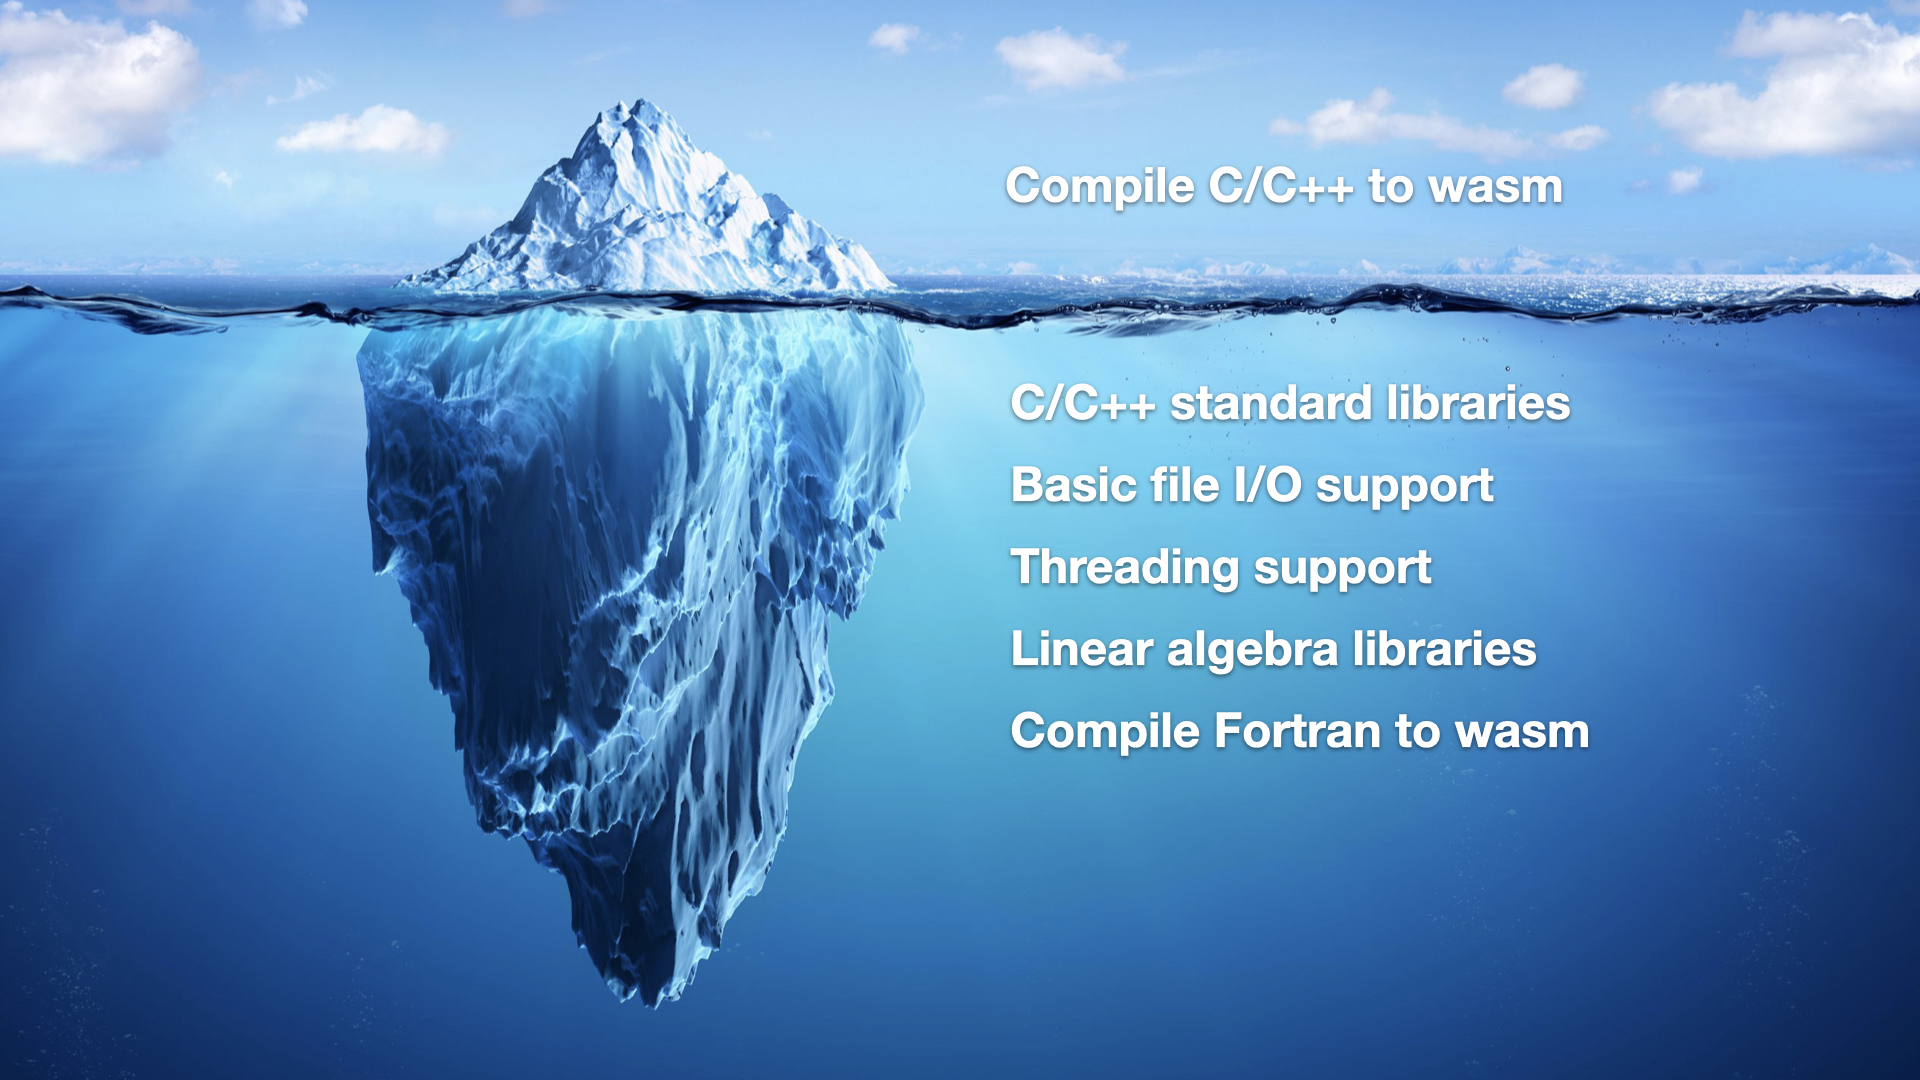 Compile C/C++ to wasm
C/C++ standard libraries
Basic file I/O support
Threading support
Linear algebra libraries
Compile Fortran to wasm